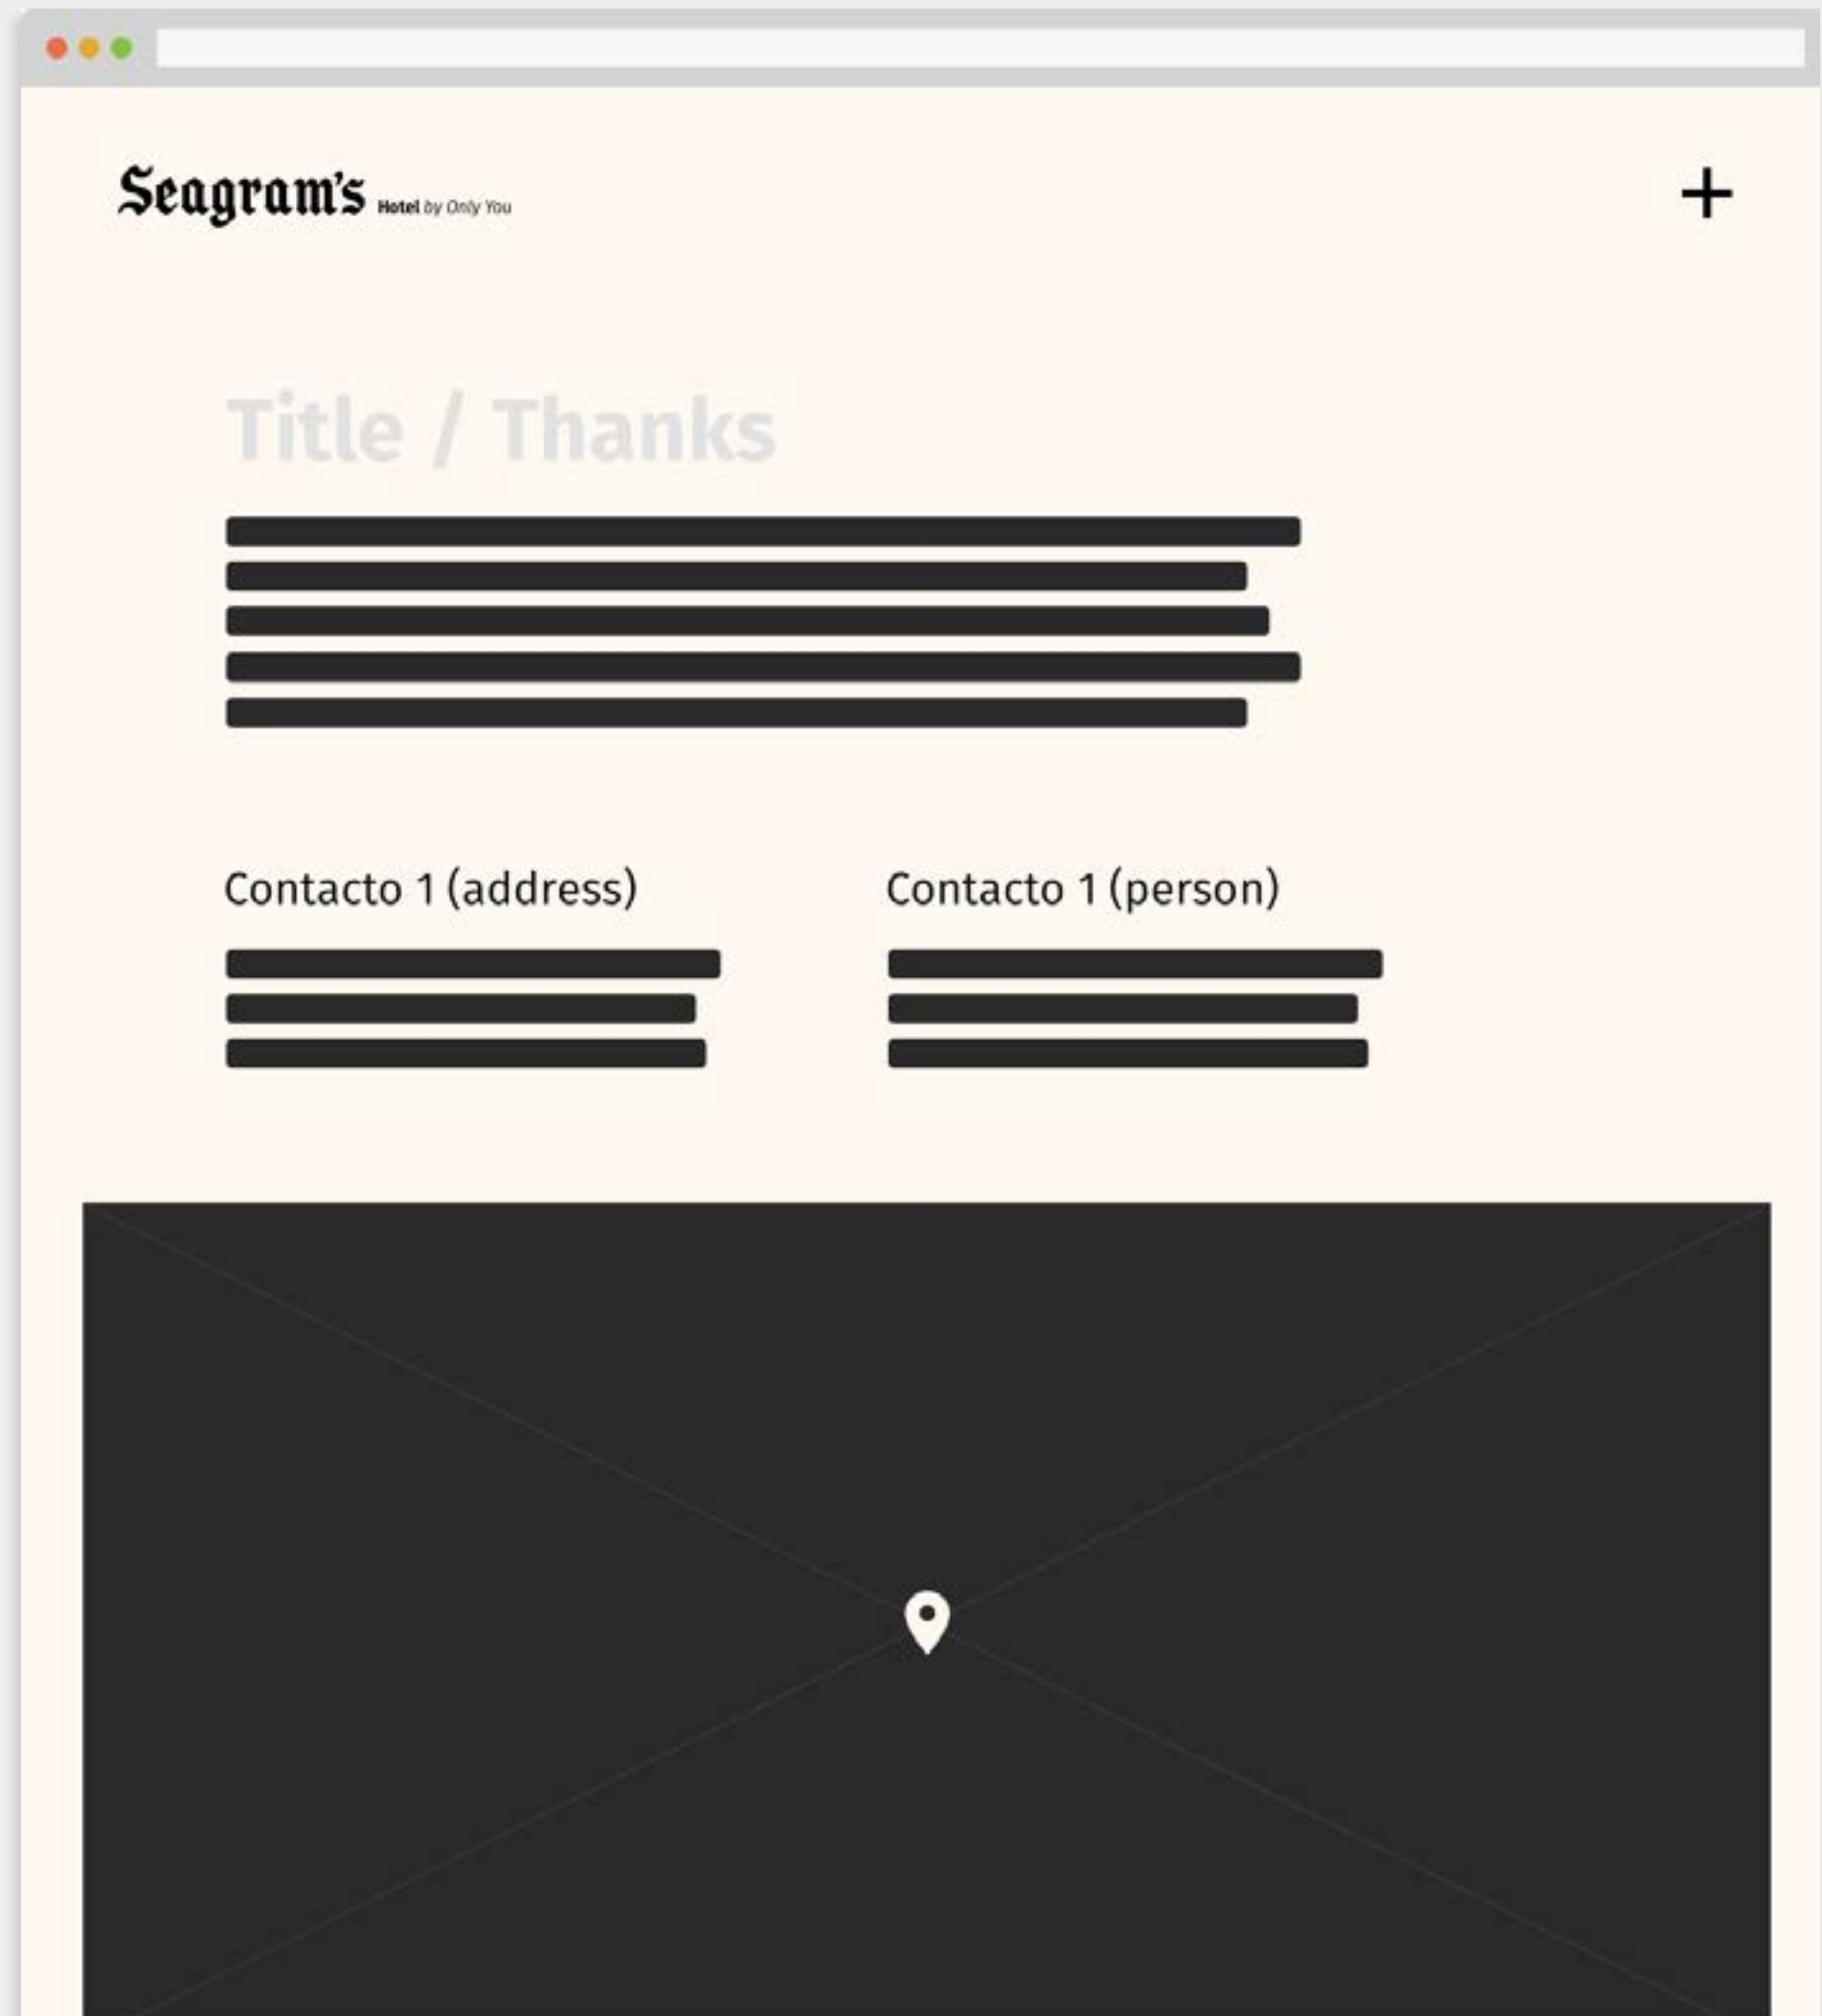 Seagram's Hotel by Only You
Title / Thanks
Contacto 1 (address)
Contacto 1 (person)